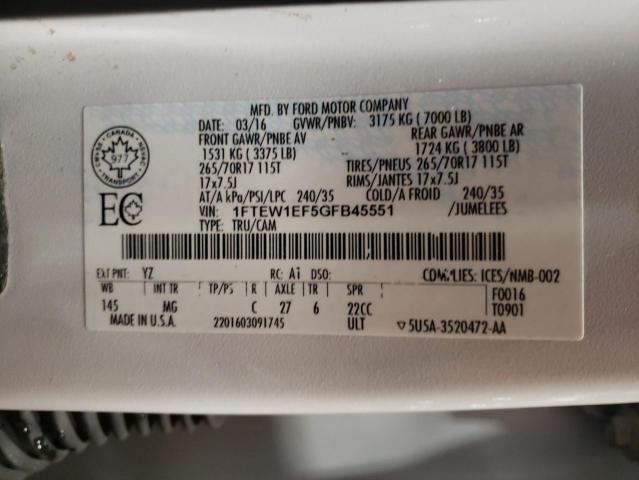 MFD. BY FORD MOTOR COMPANY
DATE: 03/16 GVWR/PNBV: 3175 KG ( 7000 LB)
FRONT GAWR/PNBE AV REAR GAWR/PNBE AR
1531 KG ( 3375 LB) 1724 KG ( 3800 LB)
265/70R17 115T TIRES/PNEUS 265/70R17 115T
17x7.5J RIMS/JANTES 17x7.5J
AT/A kPa/PSI/LPC 240/35 COLD/A FROID 240/35
VIN: 1FTEW1EF5GFB45551 /JUMELEES
TYPE: TRU/CAM
CANADA
977
TRANSPORT
EC
EXT PNT: YZ RC: A1 DSO: COMPLIES: ICES/NMB-002
WB INT TR TP/PS R AXLE TR SPR F0016
145 MG C 27 6 22CC T0901
MADE IN U.S.A. 2201603091745 ULT 5U5A-3520472-AA